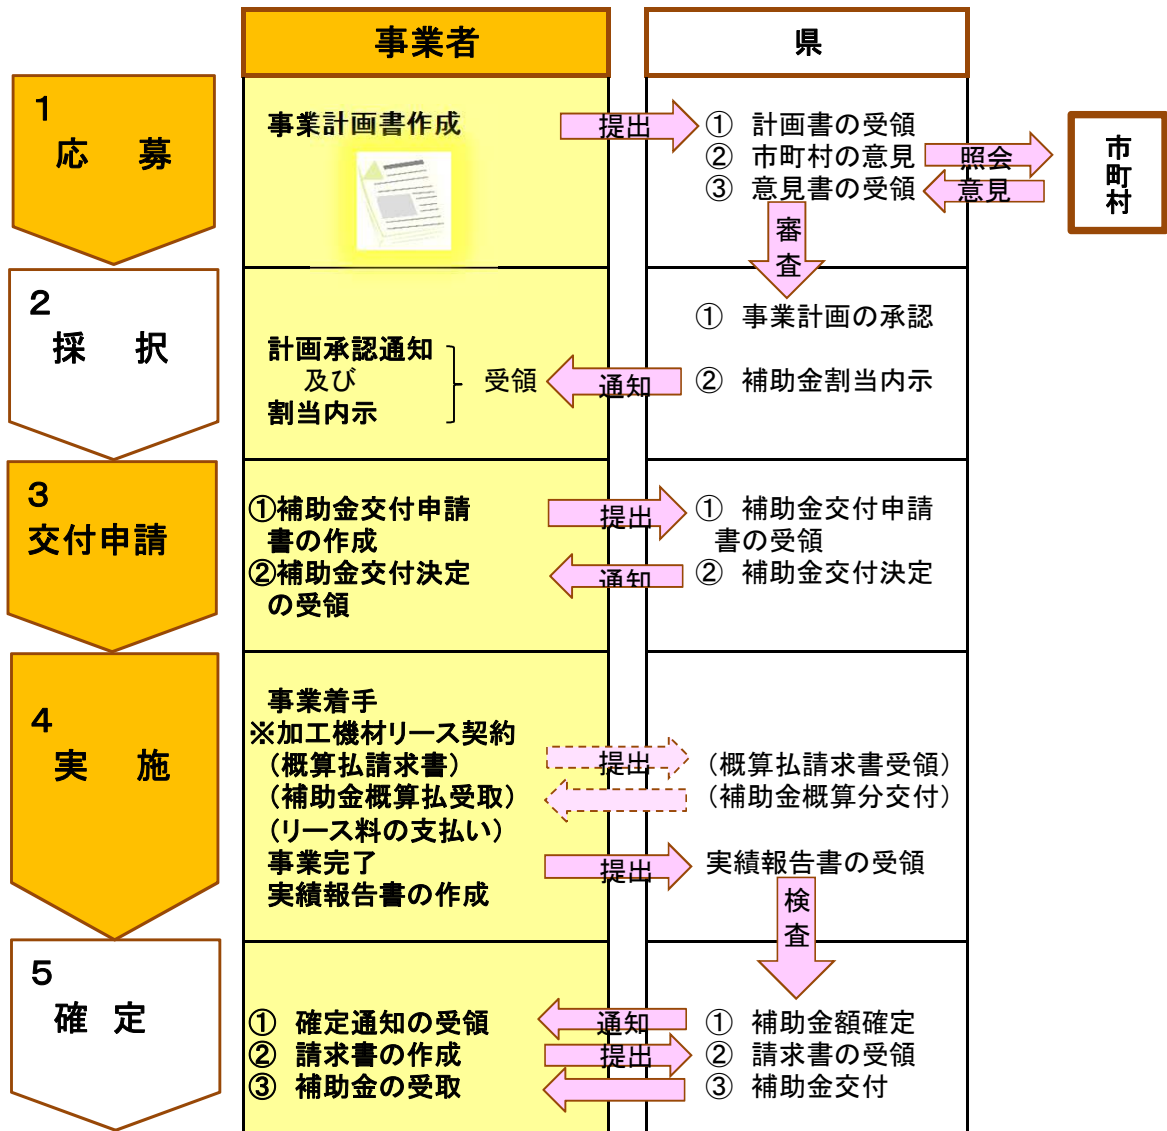 事業者
県
1
応 募
事業計画書作成
提出
① 計画書の受領
② 市町村の意見
③ 意見書の受領
照会
意見
市町村
審査
2
採 択
計画承認通知
及び
割当内示
受領
通知
① 事業計画の承認
② 補助金割当内示
3
交付申請
①補助金交付申請
書の作成
②補助金交付決定
の受領
提出
通知
① 補助金交付申請
書の受領
② 補助金交付決定
4
実 施
事業着手
※加工機材リース契約
(概算払請求書)
(補助金概算払受取)
(リース料の支払い)
事業完了
実績報告書の作成
提出
提出
(概算払請求書受領)
(補助金概算分交付)
実績報告書の受領
検査
5
確 定
① 確定通知の受領
② 請求書の作成
③ 補助金の受取
通知
提出
① 補助金額確定
② 請求書の受領
③ 補助金交付